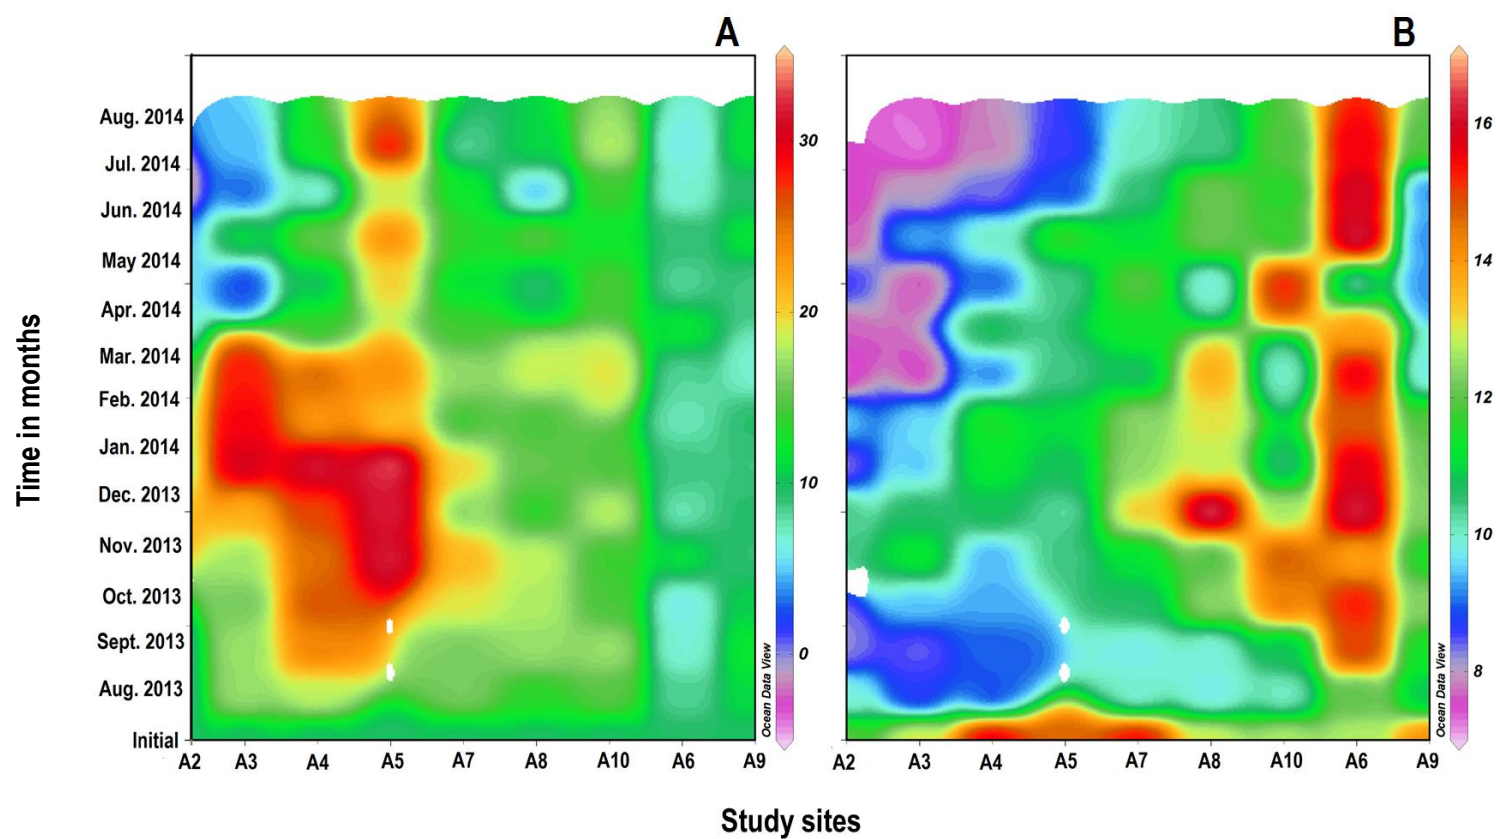 A
B
Time in months
Aug. 2014
Jul. 2014
Jun. 2014
May 2014
Apr. 2014
Mar. 2014
Feb. 2014
Jan. 2014
Dec. 2013
Nov. 2013
Oct. 2013
Sept. 2013
Aug. 2013
Initial
A2 A3 A4 A5 A7 A8 A10 A6 A9
30
20
10
0
Ocean Data View
A2 A3 A4 A5 A7 A8 A10 A6 A9
16
14
12
10
8
Ocean Data View
Study sites